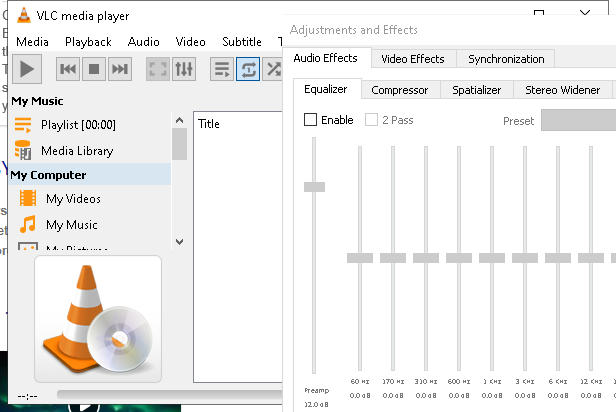 VLC media player
Media Playback Audio Video Subtitle T
My Music
Playlist [00:00]
Media Library
My Computer
My Videos
My Music
My Pictures
Title
--:--
Adjustments and Effects
Audio Effects Video Effects Synchronization
Equalizer Compressor Spatializer Stereo Widener
Enable 2 Pass Preset
60 Hz 170 Hz 310 Hz 600 Hz 1 KHz 3 KHz 6 KHz 12 KHz
Preamp 0.0 dB 0.0 dB 0.0 dB 0.0 dB 0.0 dB 0.0 dB 0.0 dB 0.0 dB
12.0 dB